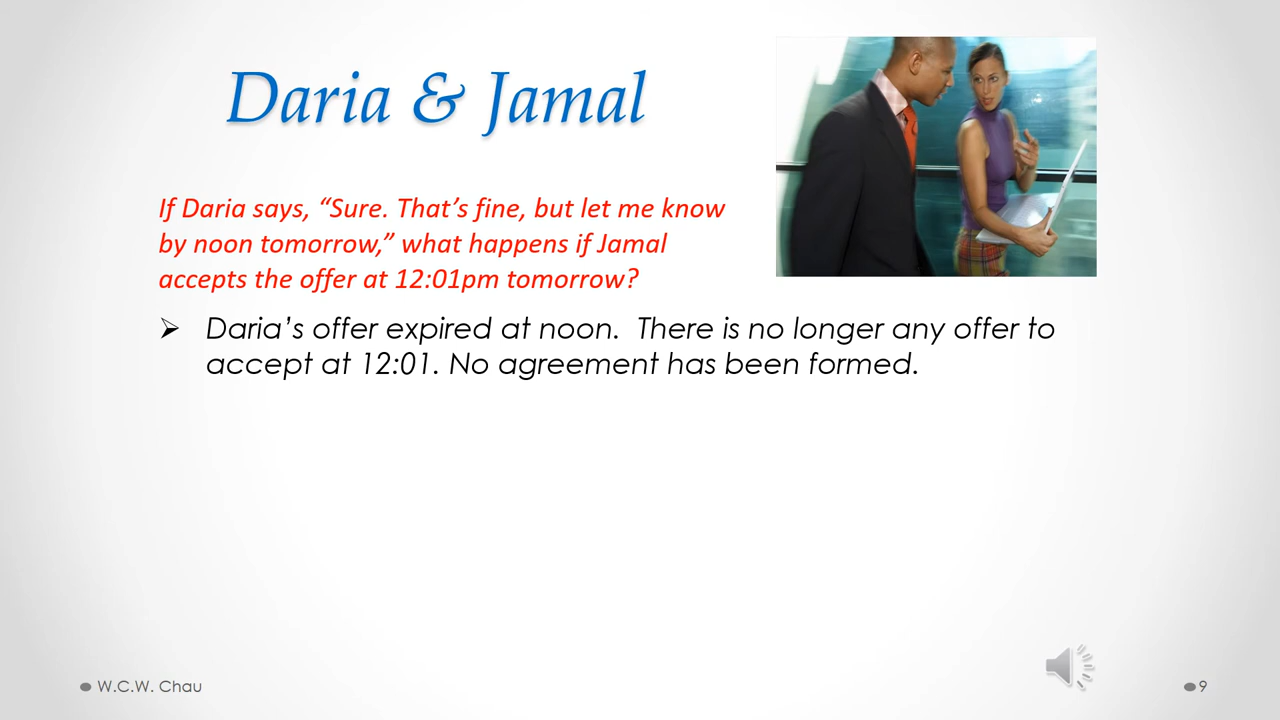 Daria & Jamal
If Daria says, “Sure. That’s fine, but let me know
by noon tomorrow,” what happens if Jamal
accepts the offer at 12:01pm tomorrow?
Daria’s offer expired at noon.  There is no longer any offer to
accept at 12:01. No agreement has been formed.
W.C.W. Chau
9